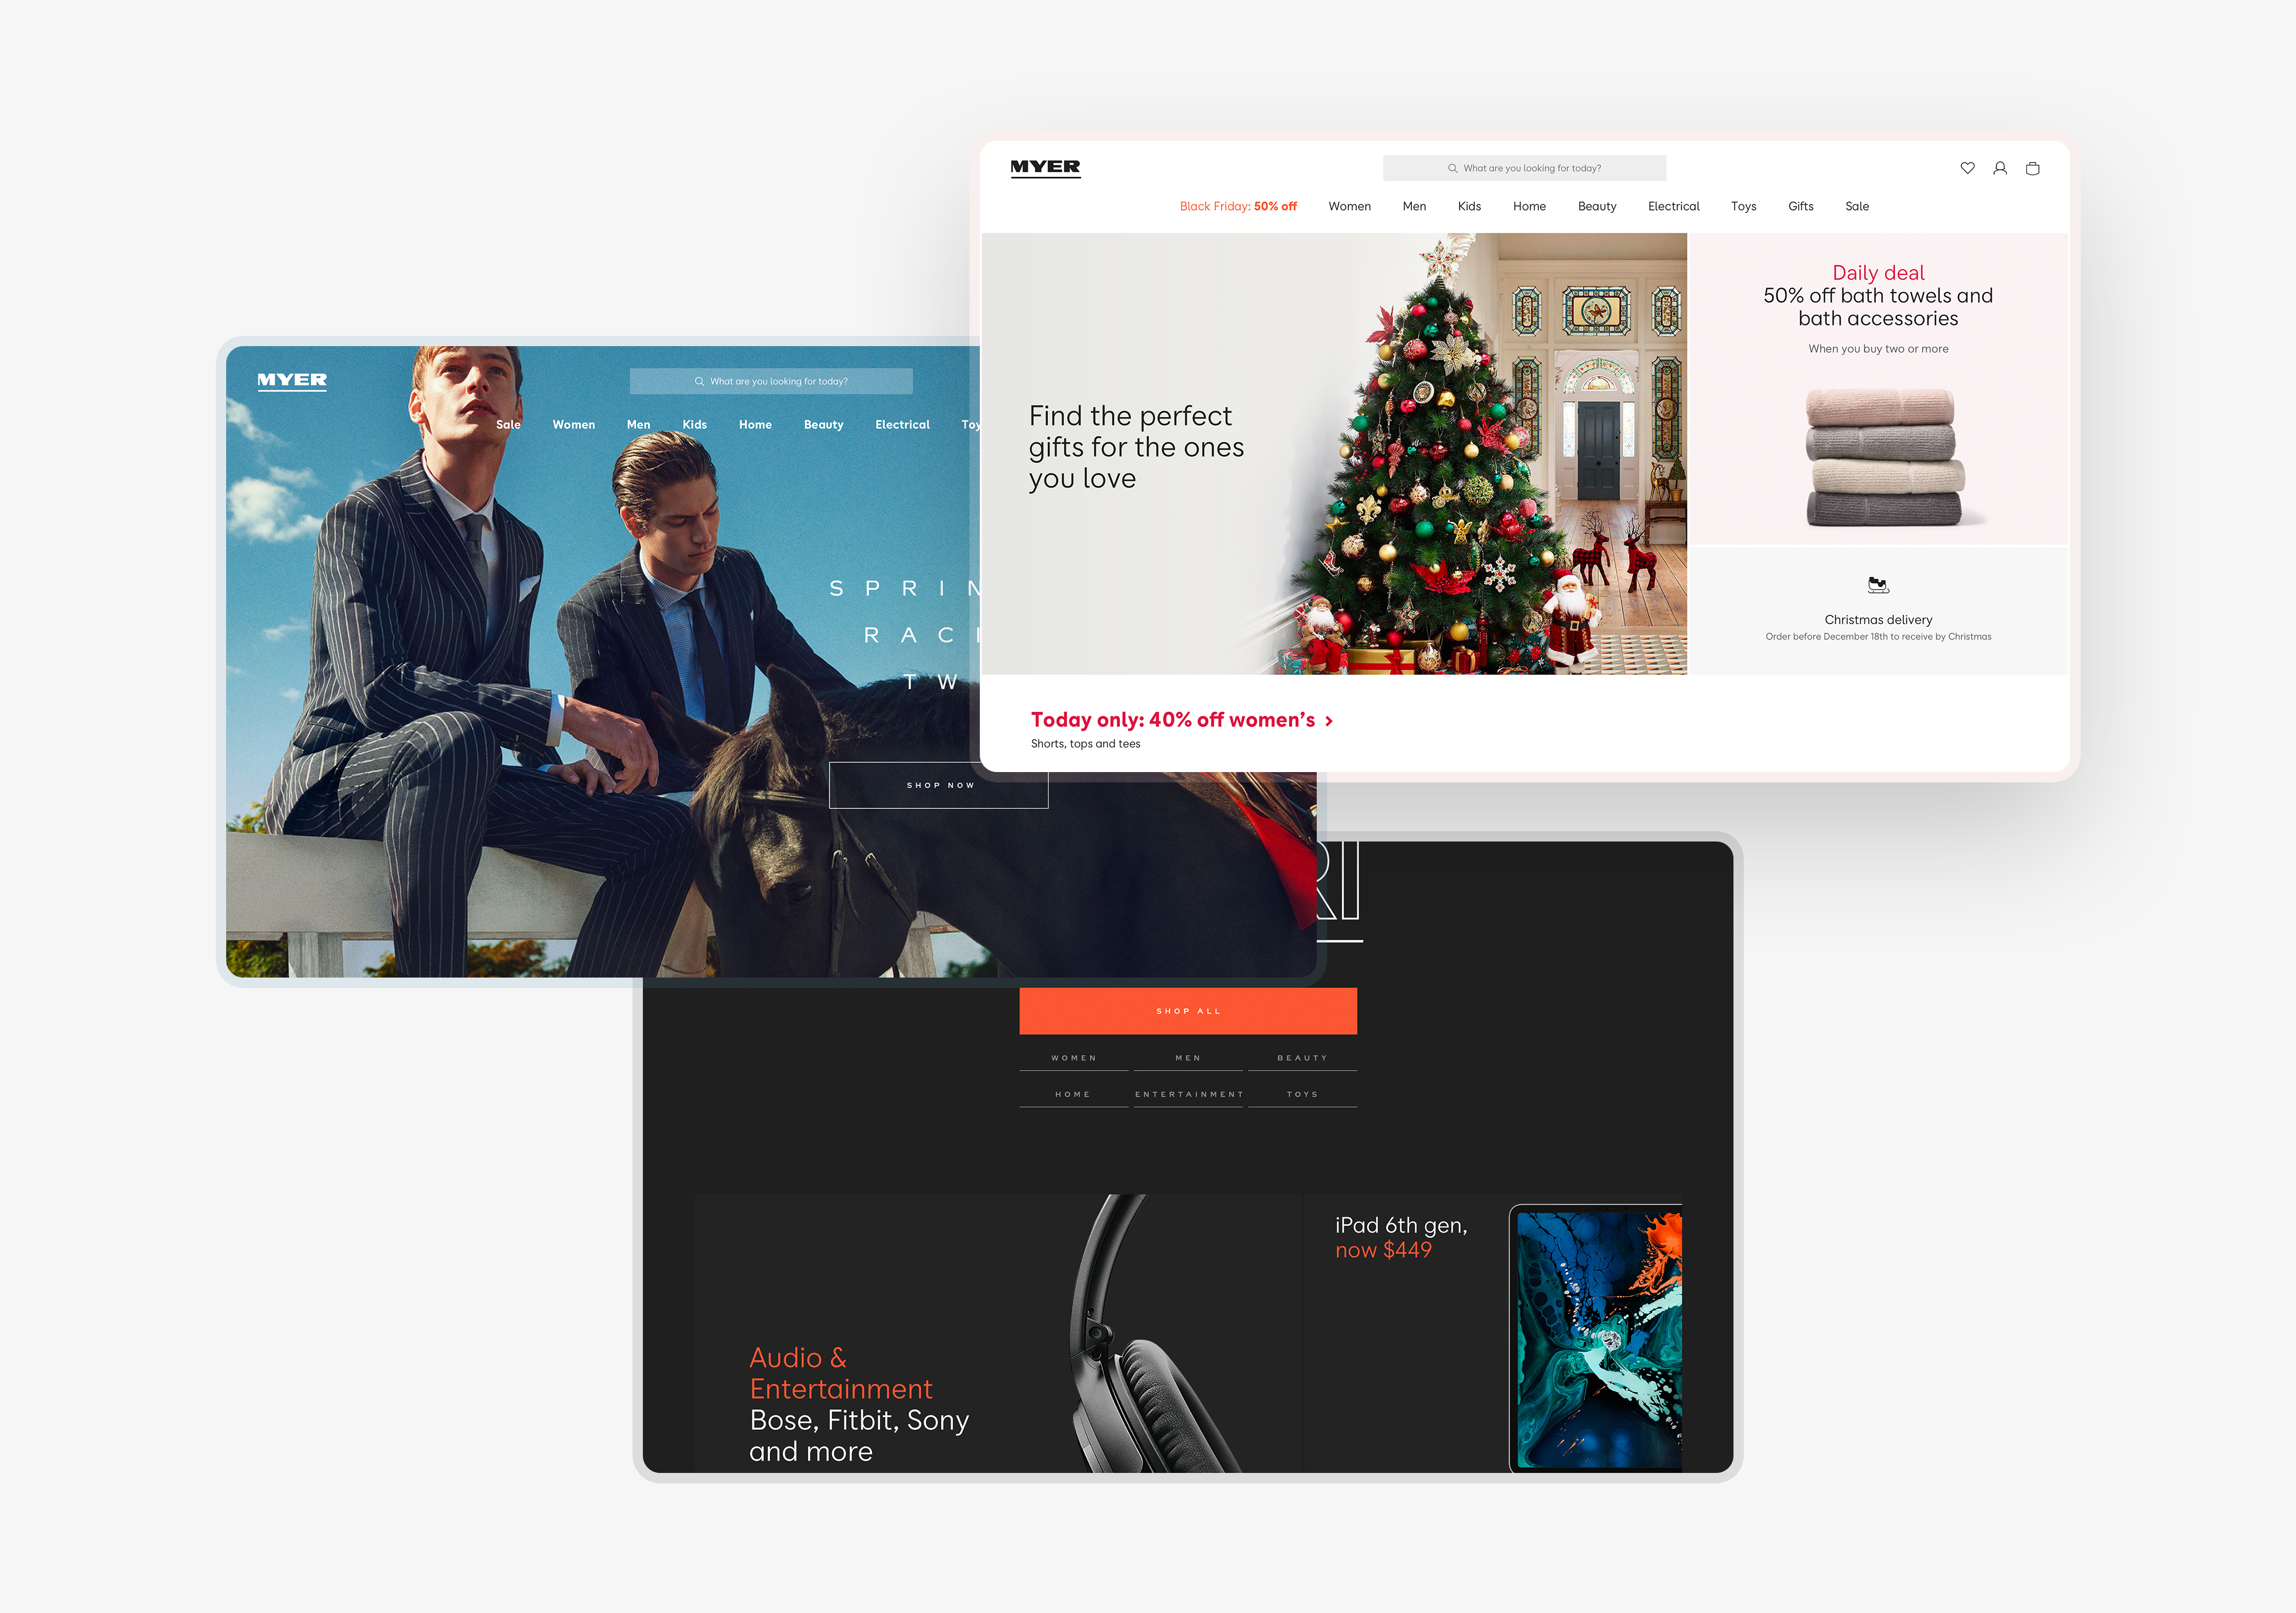 MYER
What are you looking for today?
Black Friday: 50% off Women Men Kids Home Beauty Electrical Toys Gifts Sale
Find the perfect
gifts for the ones
you love
Daily deal
50% off bath towels and
bath accessories
When you buy two or more
Christmas delivery
Order before December 18th to receive by Christmas
Today only: 40% off women's
Shorts, tops and tees
MYER
What are you looking for today?
Sale Women Men Kids Home Beauty Electrical Toy
SPRIN
RACI
TW
SHOP NOW
RI
SHOP ALL
WOMEN MEN BEAUTY
HOME ENTERTAINMENT TOYS
Audio &
Entertainment
Bose, Fitbit, Sony
and more
iPad 6th gen,
now $449